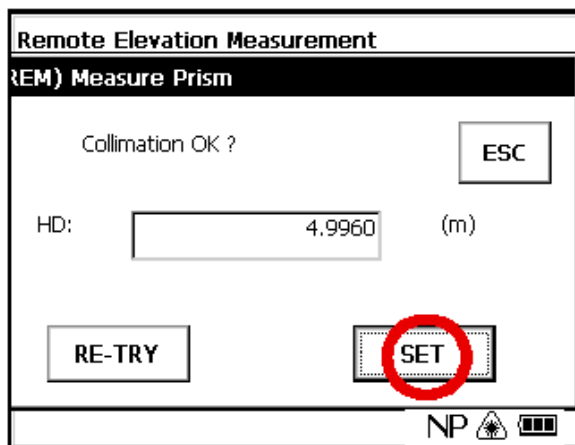 Remote Elevation Measurement
REM) Measure Prism
Collimation OK ?
ESC
HD: 4.9960 (m)
RE-TRY SET
NP